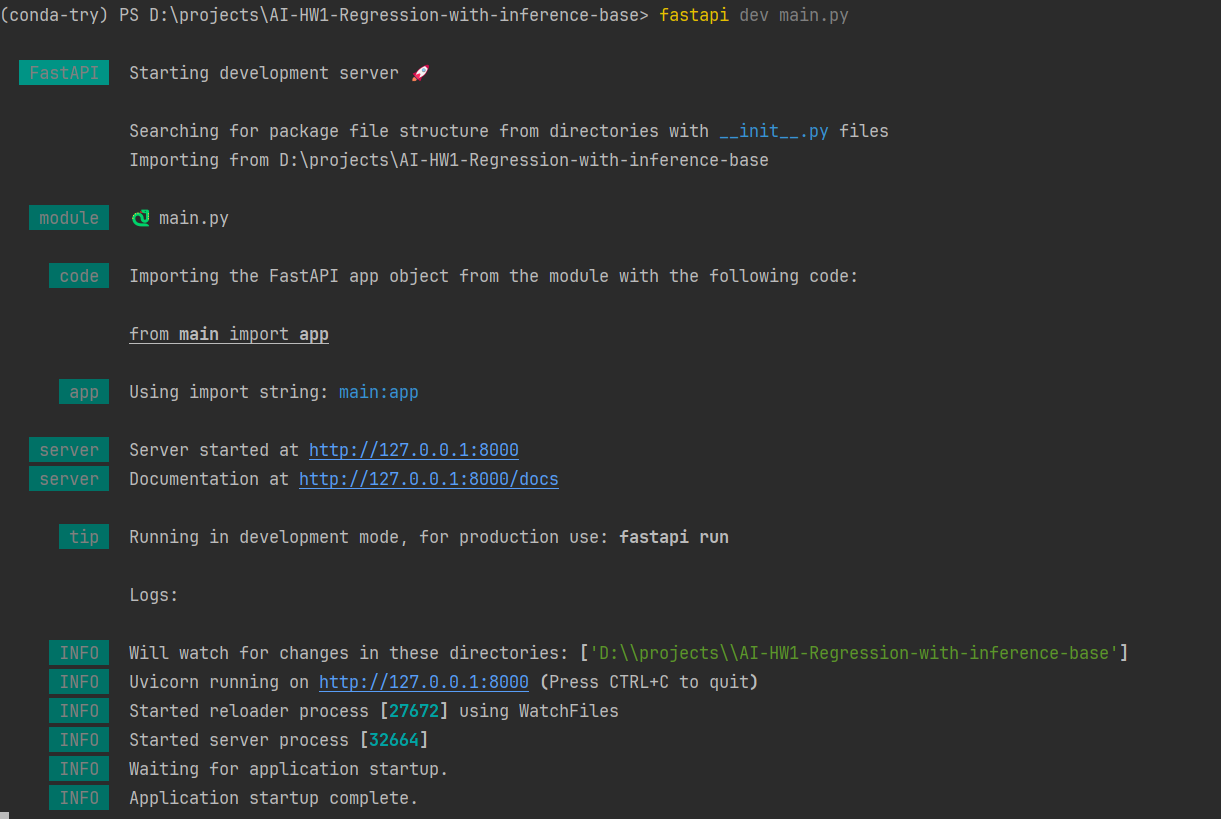 (conda-try) PS D:\projects\AI-HW1-Regression-with-inference-base> fastapi dev main.py
FastAPI Starting development server 🚀
Searching for package file structure from directories with __init__.py files
Importing from D:\projects\AI-HW1-Regression-with-inference-base
module 🐍 main.py
code Importing the FastAPI app object from the module with the following code:
from main import app
app Using import string: main:app
server Server started at http://127.0.0.1:8000
server Documentation at http://127.0.0.1:8000/docs
tip Running in development mode, for production use: fastapi run
Logs:
INFO Will watch for changes in these directories: ['D:\\projects\\AI-HW1-Regression-with-inference-base']
INFO Uvicorn running on http://127.0.0.1:8000 (Press CTRL+C to quit)
INFO Started reloader process [27672] using WatchFiles
INFO Started server process [32664]
INFO Waiting for application startup.
INFO Application startup complete.